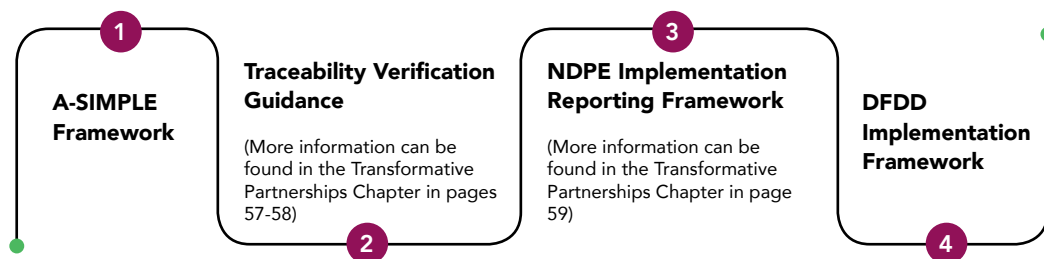 1
A-SIMPLE
Framework
Traceability Verification
Guidance
(More information can be
found in the Transformative
Partnerships Chapter in pages
57-58)
2
3
NDPE Implementation
Reporting Framework
(More information can be
found in the Transformative
Partnerships Chapter in page
59)
DFDD
Implementation
Framework
4